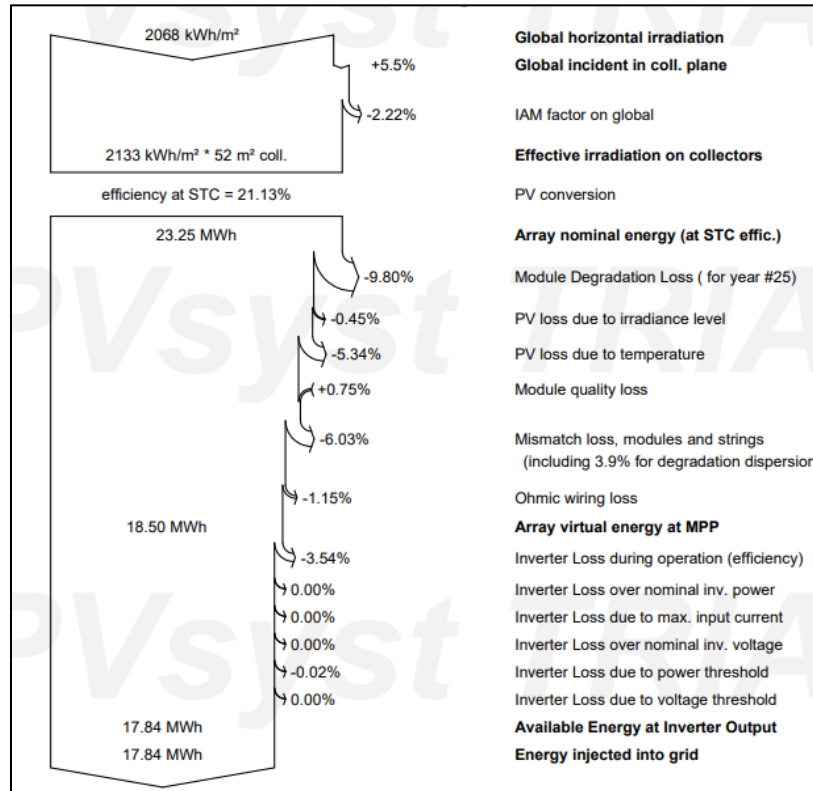 2068 kWh/m² Global horizontal irradiation
+5.5% Global incident in coll. plane
-2.22% IAM factor on global
2133 kWh/m² * 52 m² coll. Effective irradiation on collectors
efficiency at STC = 21.13% PV conversion
23.25 MWh Array nominal energy (at STC effic.)
-9.80% Module Degradation Loss ( for year #25)
-0.45% PV loss due to irradiance level
-5.34% PV loss due to temperature
+0.75% Module quality loss
-6.03% Mismatch loss, modules and strings
(including 3.9% for degradation dispersion
-1.15% Ohmic wiring loss
18.50 MWh Array virtual energy at MPP
-3.54% Inverter Loss during operation (efficiency)
0.00% Inverter Loss over nominal inv. power
0.00% Inverter Loss due to max. input current
0.00% Inverter Loss over nominal inv. voltage
-0.02% Inverter Loss due to power threshold
0.00% Inverter Loss due to voltage threshold
17.84 MWh Available Energy at Inverter Output
17.84 MWh Energy injected into grid
PVsyst TRIA
PVsyst TRIA
PVsyst TRIA